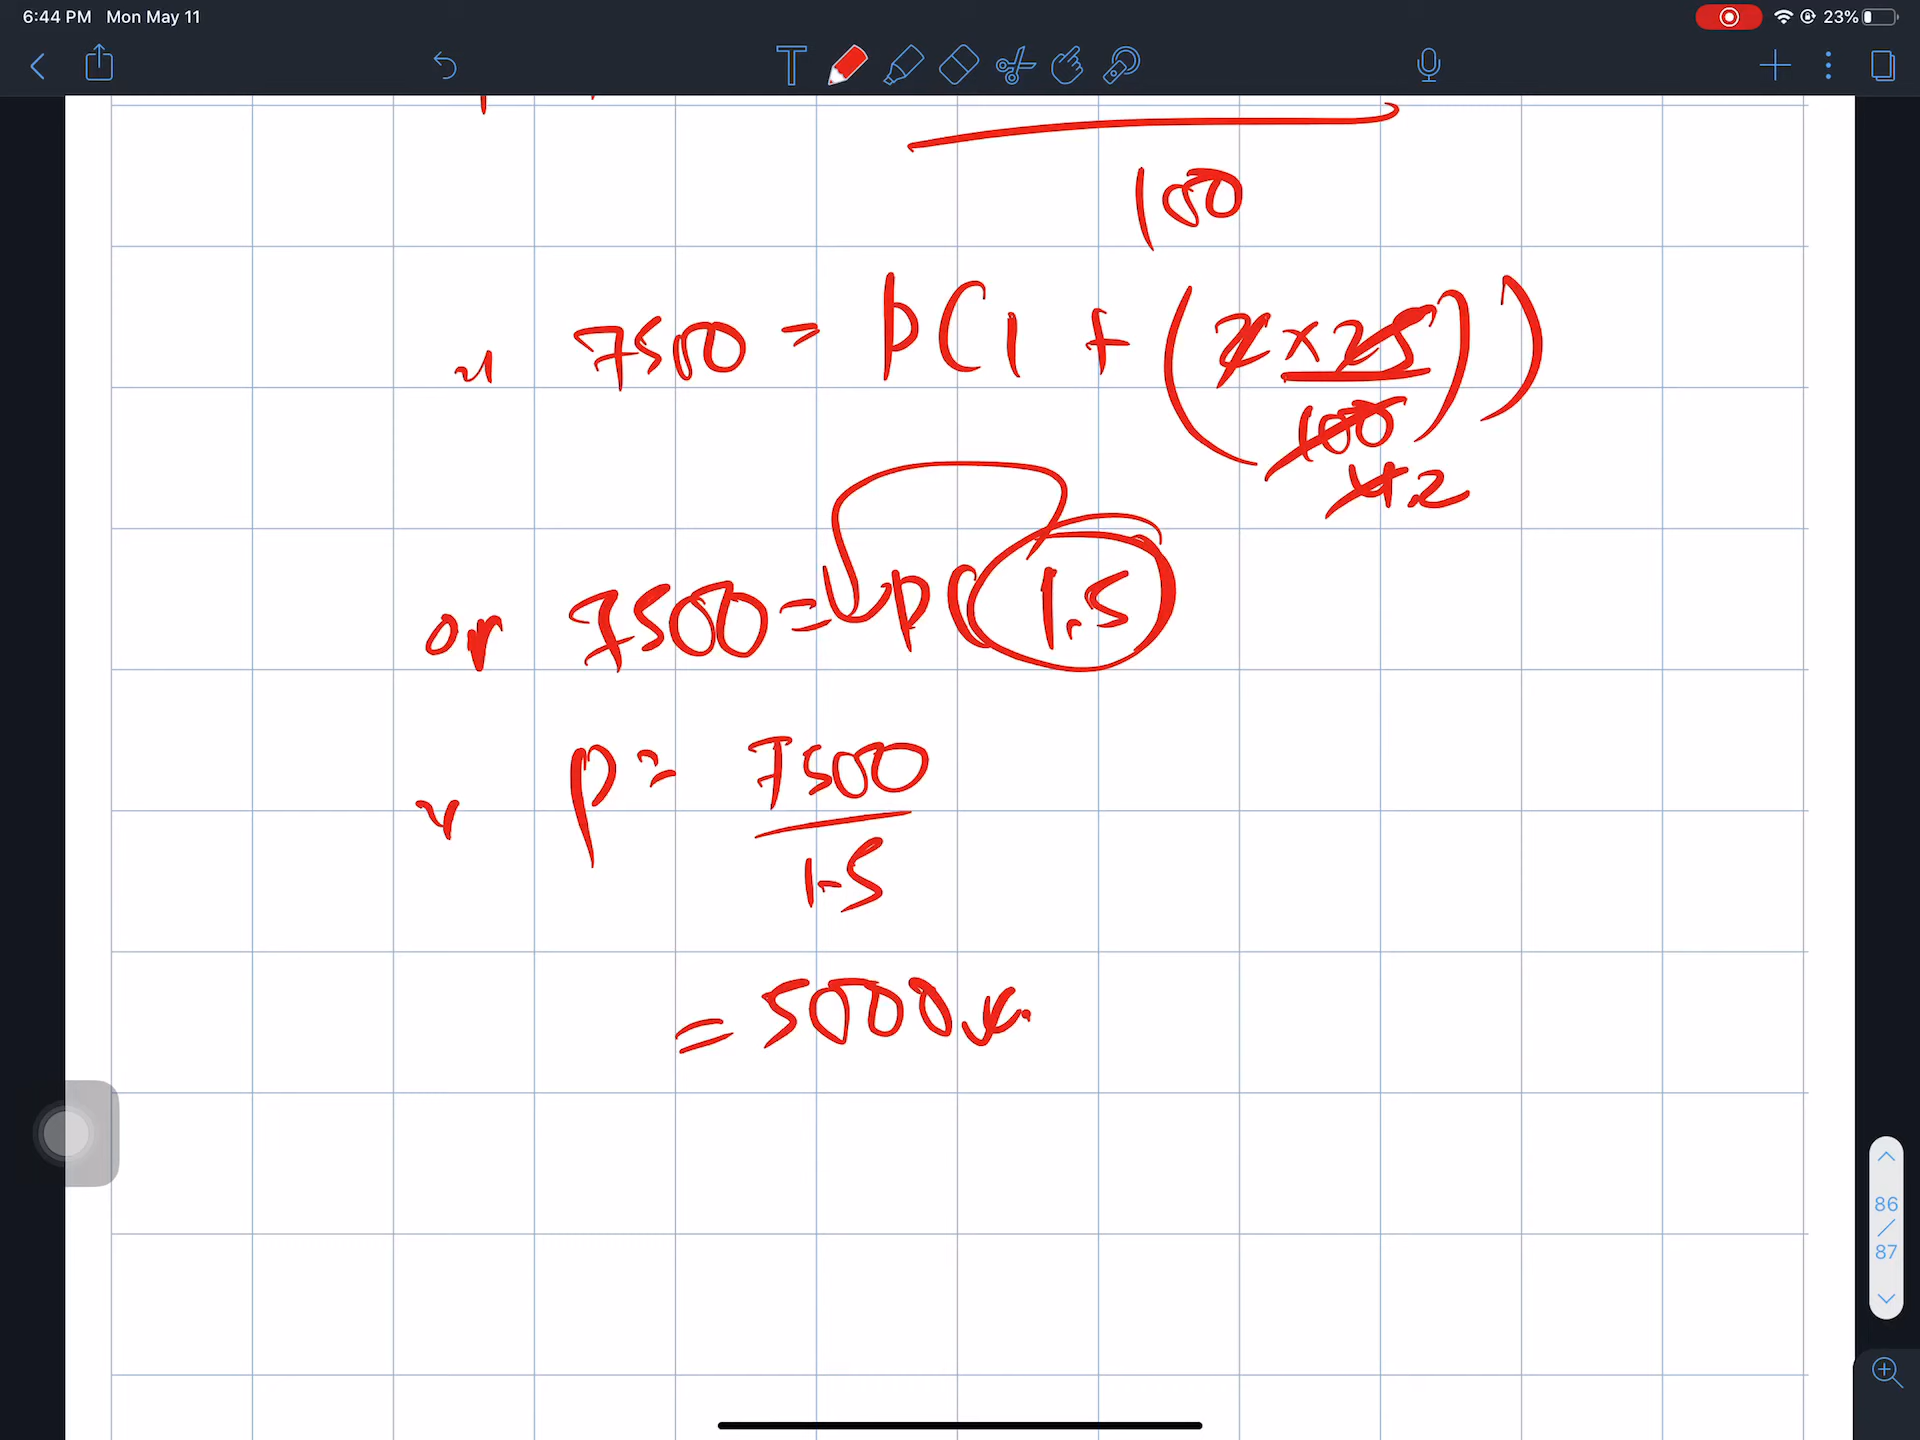 6:44 PM Mon May 11
23%
T
100
7500 = p(1 + (2 × 25
100
4.2
or 7500 = p(1.5)
p = 7500
1.5
= 5000
86
/
87